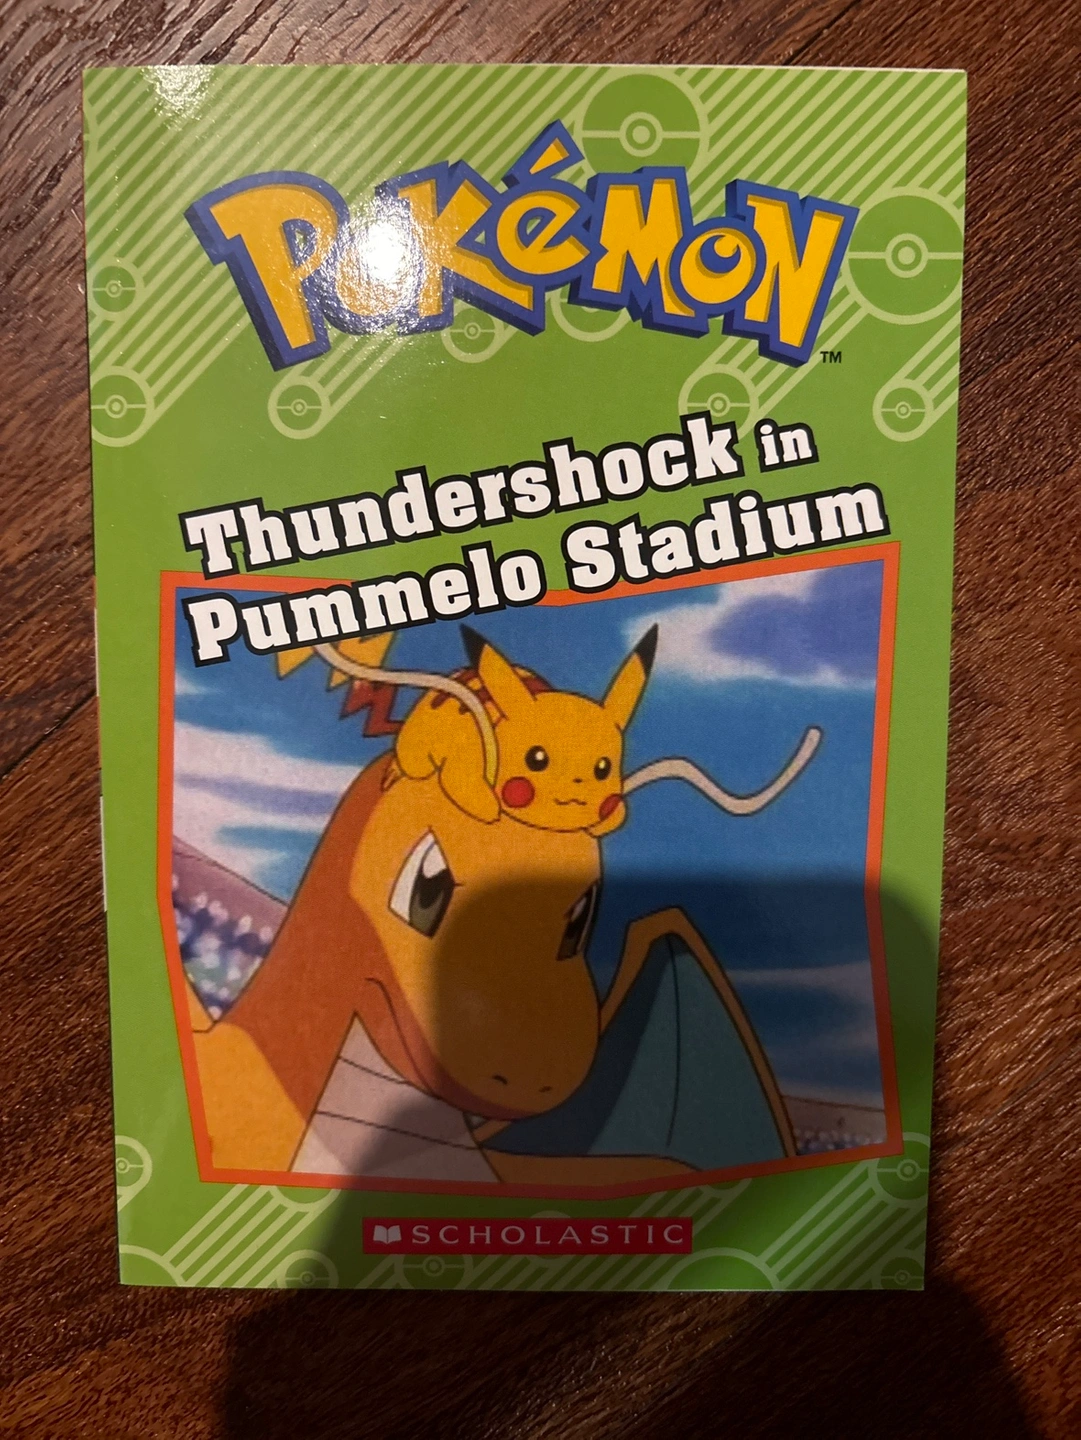 POKéMON
TM
Thundershock in
Pummelo Stadium
SCHOLASTIC